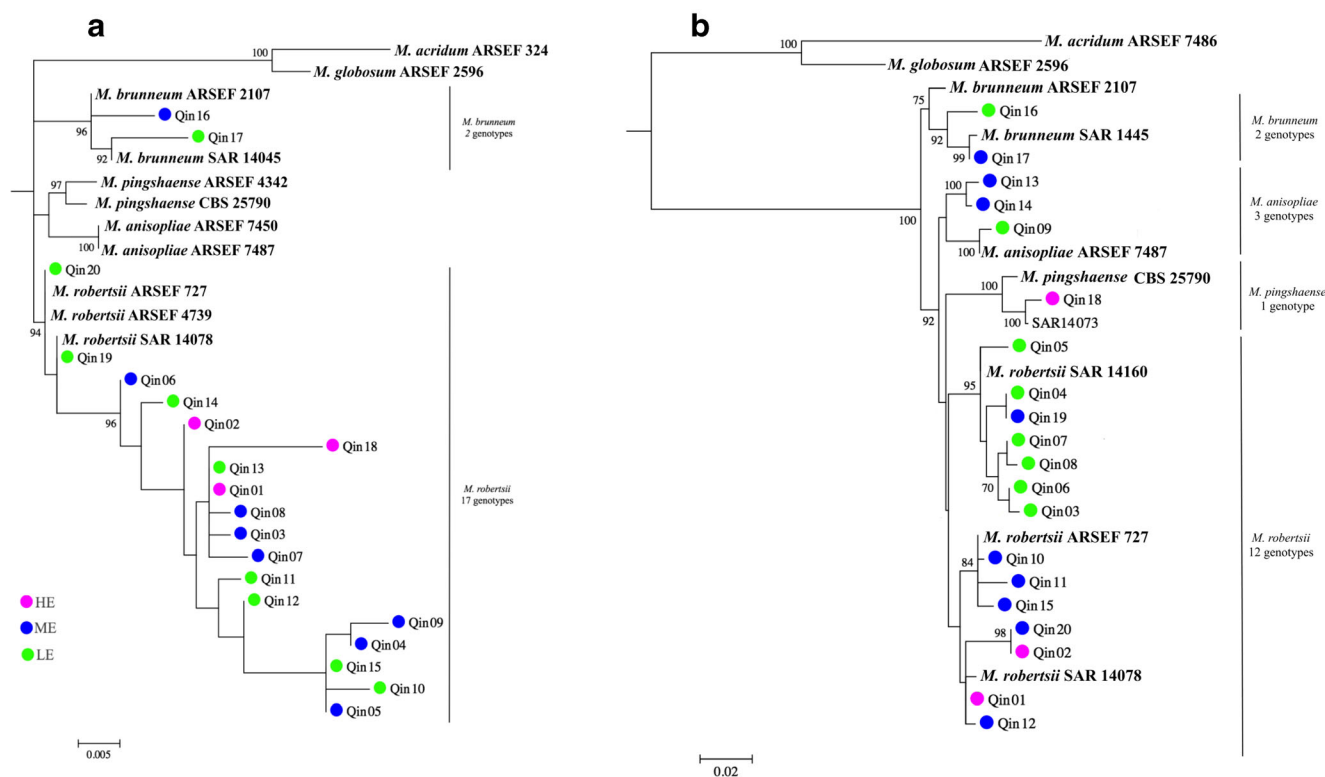 a
100
M. acridum ARSEF 324
M. globosum ARSEF 2596
M. brunneum ARSEF 2107
Qin 16
96
Qin 17
92
M. brunneum SAR 14045
M. brunneum
2 genotypes
97
M. pingshaense ARSEF 4342
M. pingshaense CBS 25790
M. anisopliae ARSEF 7450
100
M. anisopliae ARSEF 7487
Qin 20
M. robertsii ARSEF 727
M. robertsii ARSEF 4739
94
M. robertsii SAR 14078
Qin 19
Qin 06
Qin 14
96
Qin 02
Qin 18
Qin 13
Qin 01
Qin 08
Qin 03
Qin 07
Qin 11
Qin 12
Qin 09
Qin 04
Qin 15
Qin 10
Qin 05
M. robertsii
17 genotypes
HE
ME
LE
0.005
b
100
M. acridum ARSEF 7486
M. globosum ARSEF 2596
M. brunneum ARSEF 2107
75
Qin 16
92
M. brunneum SAR 1445
99
Qin 17
M. brunneum
2 genotypes
100
Qin 13
Qin 14
100
Qin 09
100
M. anisopliae ARSEF 7487
M. anisopliae
3 genotypes
M. pingshaense CBS 25790
100
Qin 18
100
SAR14073
M. pingshaense
1 genotype
92
Qin 05
M. robertsii SAR 14160
95
Qin 04
Qin 19
Qin 07
Qin 08
70
Qin 06
Qin 03
M. robertsii ARSEF 727
84
Qin 10
Qin 11
Qin 15
98
Qin 20
Qin 02
M. robertsii SAR 14078
Qin 01
Qin 12
M. robertsii
12 genotypes
0.02